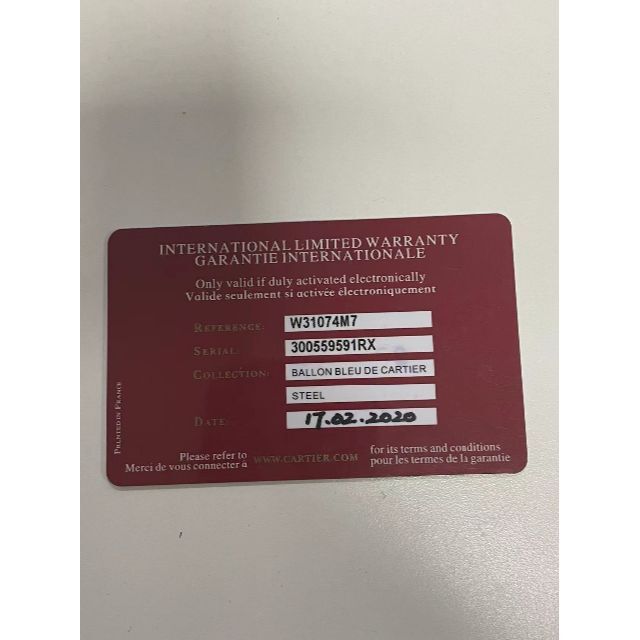 INTERNATIONAL LIMITED WARRANTY
GARANTIE INTERNATIONALE
Only valid if duly activated electronically
Valide seulement si activée électroniquement
REFERENCE: W31074M7
SERIAL: 300559591RX
COLLECTION: BALLON BLEU DE CARTIER
STEEL
DATE: 17.02.2020
Please refer to
Merci de vous connecter à
WWW.CARTIER.COM
for its terms and conditions
pour les termes de la garantie
PRINTED IN FRANCE